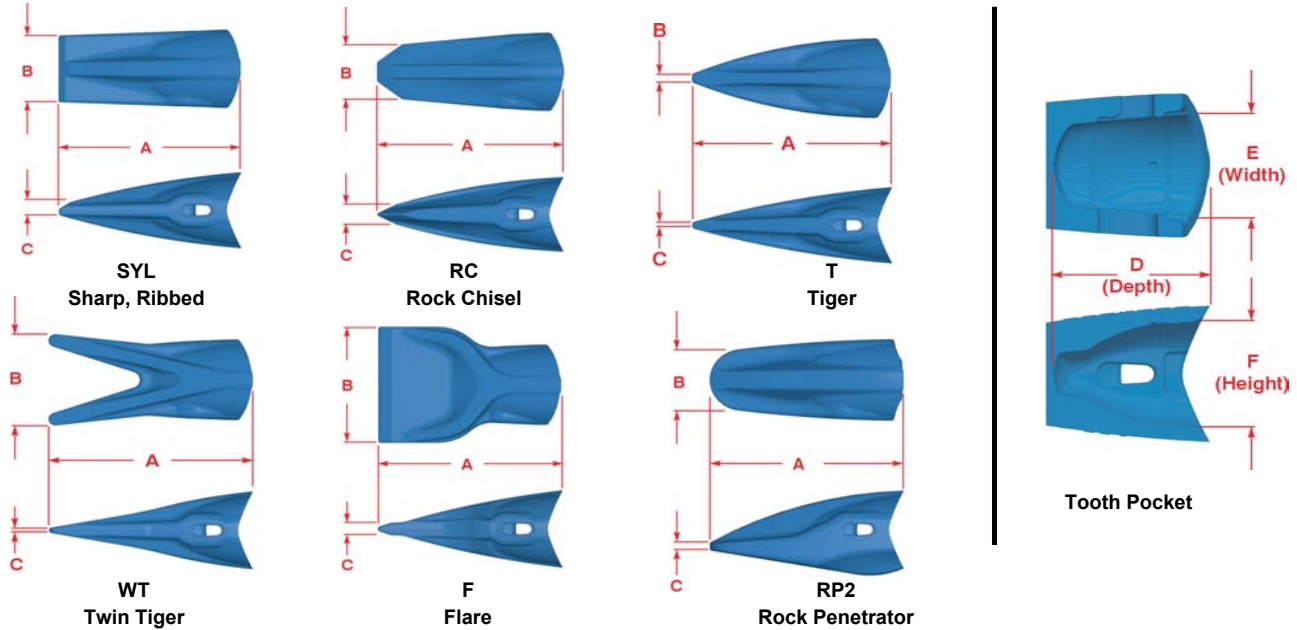 B
A
C
SYL
Sharp, Ribbed
B
A
C
RC
Rock Chisel
B
A
C
T
Tiger
B
A
C
WT
Twin Tiger
B
A
C
F
Flare
B
A
C
RP2
Rock Penetrator
E
(Width)
D
(Depth)
F
(Height)
Tooth Pocket